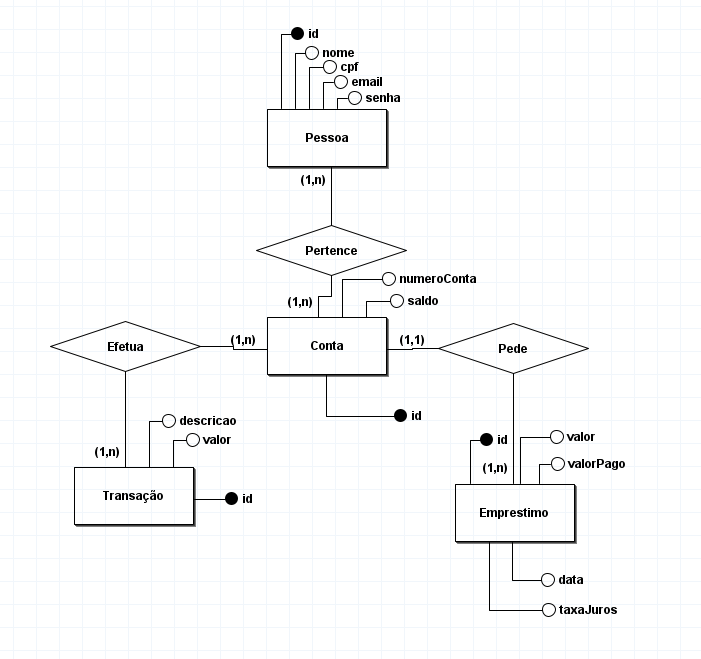 id
nome
cpf
email
senha
Pessoa
(1,n)
Pertence
numeroConta
(1,n)
saldo
Efetua
(1,n)
Conta
(1,1)
Pede
id
descricao
valor
(1,n)
Transação
id
id
valor
(1,n)
valorPago
Emprestimo
data
taxaJuros